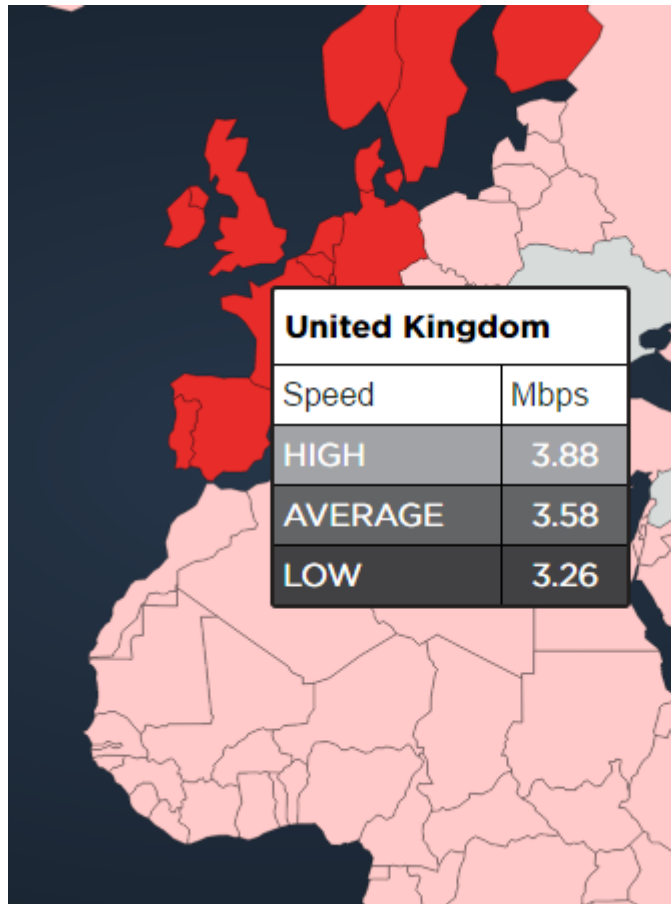 United Kingdom
Speed Mbps
HIGH 3.88
AVERAGE 3.58
LOW 3.26